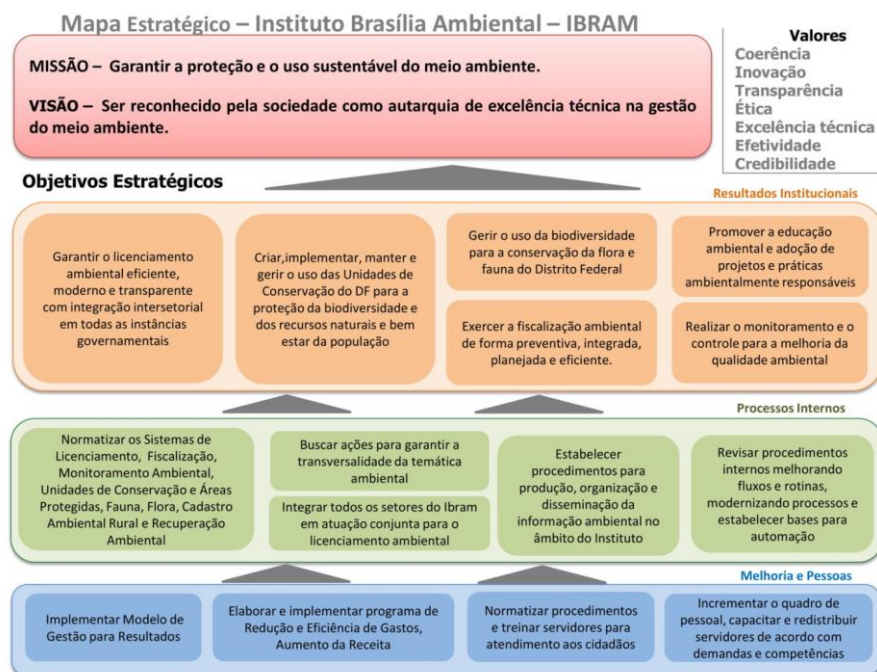 Mapa Estratégico – Instituto Brasília Ambiental – IBRAM
MISSÃO – Garantir a proteção e o uso sustentável do meio ambiente.
VISÃO – Ser reconhecido pela sociedade como autarquia de excelência técnica na gestão
do meio ambiente.
Valores
Coerência
Inovação
Transparência
Ética
Excelência técnica
Efetividade
Credibilidade
Objetivos Estratégicos
Resultados Institucionais
Garantir o licenciamento
ambiental eficiente,
moderno e transparente
com integração intersetorial
em todas as instâncias
governamentais
Criar,implementar, manter e
gerir o uso das Unidades de
Conservação do DF para a
proteção da biodiversidade e
dos recursos naturais e bem
estar da população
Gerir o uso da biodiversidade
para a conservação da flora e
fauna do Distrito Federal
Exercer a fiscalização ambiental
de forma preventiva, integrada,
planejada e eficiente.
Promover a educação
ambiental e adoção de
projetos e práticas
ambientalmente responsáveis
Realizar o monitoramento e o
controle para a melhoria da
qualidade ambiental
Processos Internos
Normatizar os Sistemas de
Licenciamento, Fiscalização,
Monitoramento Ambiental,
Unidades de Conservação e Áreas
Protegidas, Fauna, Flora, Cadastro
Ambiental Rural e Recuperação
Ambiental
Buscar ações para garantir a
transversalidade da temática
ambiental
Integrar todos os setores do Ibram
em atuação conjunta para o
licenciamento ambiental
Estabelecer
procedimentos para
produção, organização e
disseminação da
informação ambiental no
âmbito do Instituto
Revisar procedimentos
internos melhorando
fluxos e rotinas,
modernizando processos e
estabelecer bases para
automação
Melhoria e Pessoas
Implementar Modelo de
Gestão para Resultados
Elaborar e implementar programa de
Redução e Eficiência de Gastos,
Aumento da Receita
Normatizar procedimentos
e treinar servidores para
atendimento aos cidadãos
Incrementar o quadro de
pessoal, capacitar e redistribuir
servidores de acordo com
demandas e competências